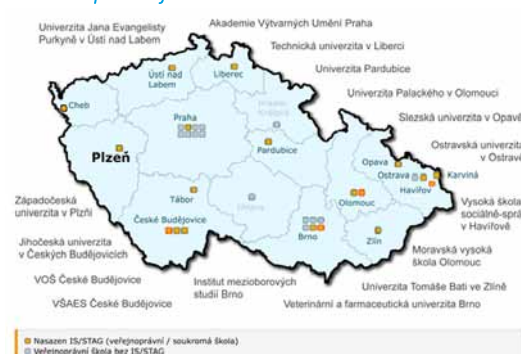 Univerzita Jana Evangelisty
Purkyně v Ústí nad Labem
Akademie Výtvarných Umění Praha
Technická univerzita v Liberci
Univerzita Pardubice
Univerzita Palackého v Olomouci
Slezská univerzita v Opavě
Ostravská univerzita
v Ostravě
Ústí nad
Labem
Liberec
Cheb
Praha
Plzeň
Pardubice
Opava
Ostrava
Karviná
Havířov
Tábor
Olomouc
České Budějovice
Brno
Zlín
Západočeská
univerzita v Plzni
Vysoká škola
sociálně-sprá
v Havířově
Jihočeská univerzita
v Českých Budějovicích
Moravská vysoká
škola Olomouc
VOŠ České Budějovice
Institut mezioborových
studií Brno
Univerzita Tomáše Bati ve Zlíně
VŠAES České Budějovice
Veterinární a farmaceutická univerzita Brno
Nasazen IS/STAG (veřejnoprávní / soukromá škola)
Veřejnoprávní škola bez IS/STAG